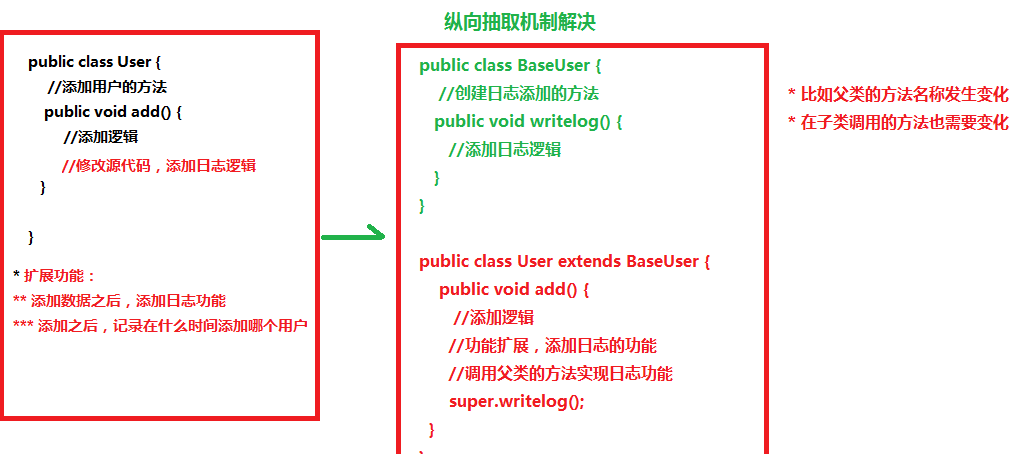 纵向抽取机制解决
public class User {
//添加用户的方法
public void add() {
//添加逻辑
//修改源代码，添加日志逻辑
}
}
* 扩展功能：
** 添加数据之后，添加日志功能
*** 添加之后，记录在什么时间添加哪个用户
public class BaseUser {
//创建日志添加的方法
public void writelog() {
//添加日志逻辑
}
}
public class User extends BaseUser {
public void add() {
//添加逻辑
//功能扩展，添加日志的功能
//调用父类的方法实现日志功能
super.writelog();
}
}
* 比如父类的方法名称发生变化
* 在子类调用的方法也需要变化